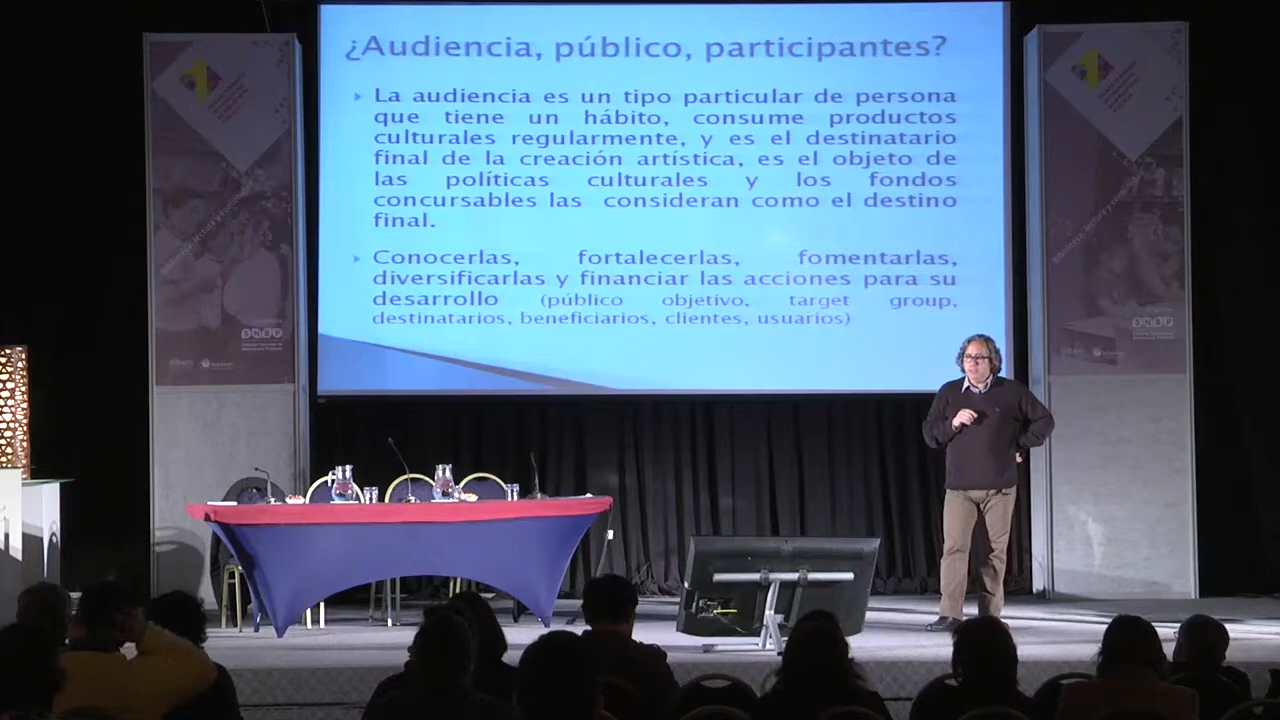 ¿Audiencia, público, participantes?
La audiencia es un tipo particular de persona
que tiene un hábito, consume productos
culturales regularmente, y es el destinatario
final de la creación artística, es el objeto de
las políticas culturales y los fondos
concursables las consideran como el destino
final.
Conocerlas, fortalecerlas, fomentarlas,
diversificarlas y financiar las acciones para su
desarrollo (público objetivo, target group,
destinatarios, beneficiarios, clientes, usuarios)
SNBP
dibam
SNBP